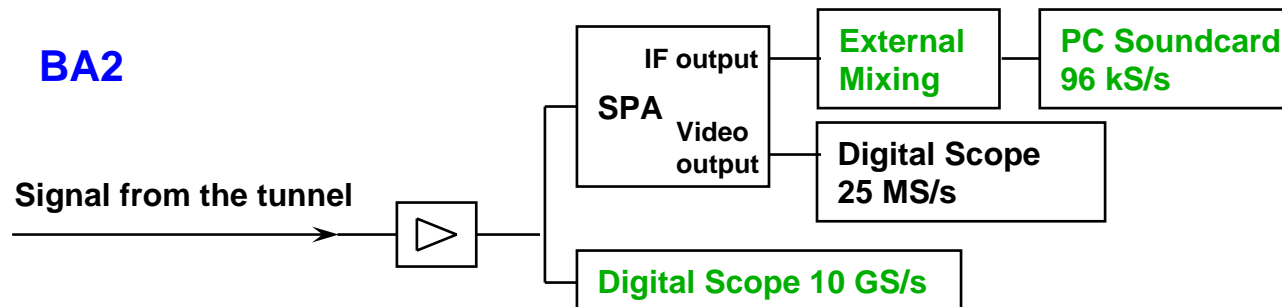 BA2
IF output
SPA
Video
output
External
Mixing
PC Soundcard
96 kS/s
Digital Scope
25 MS/s
Signal from the tunnel
Digital Scope 10 GS/s